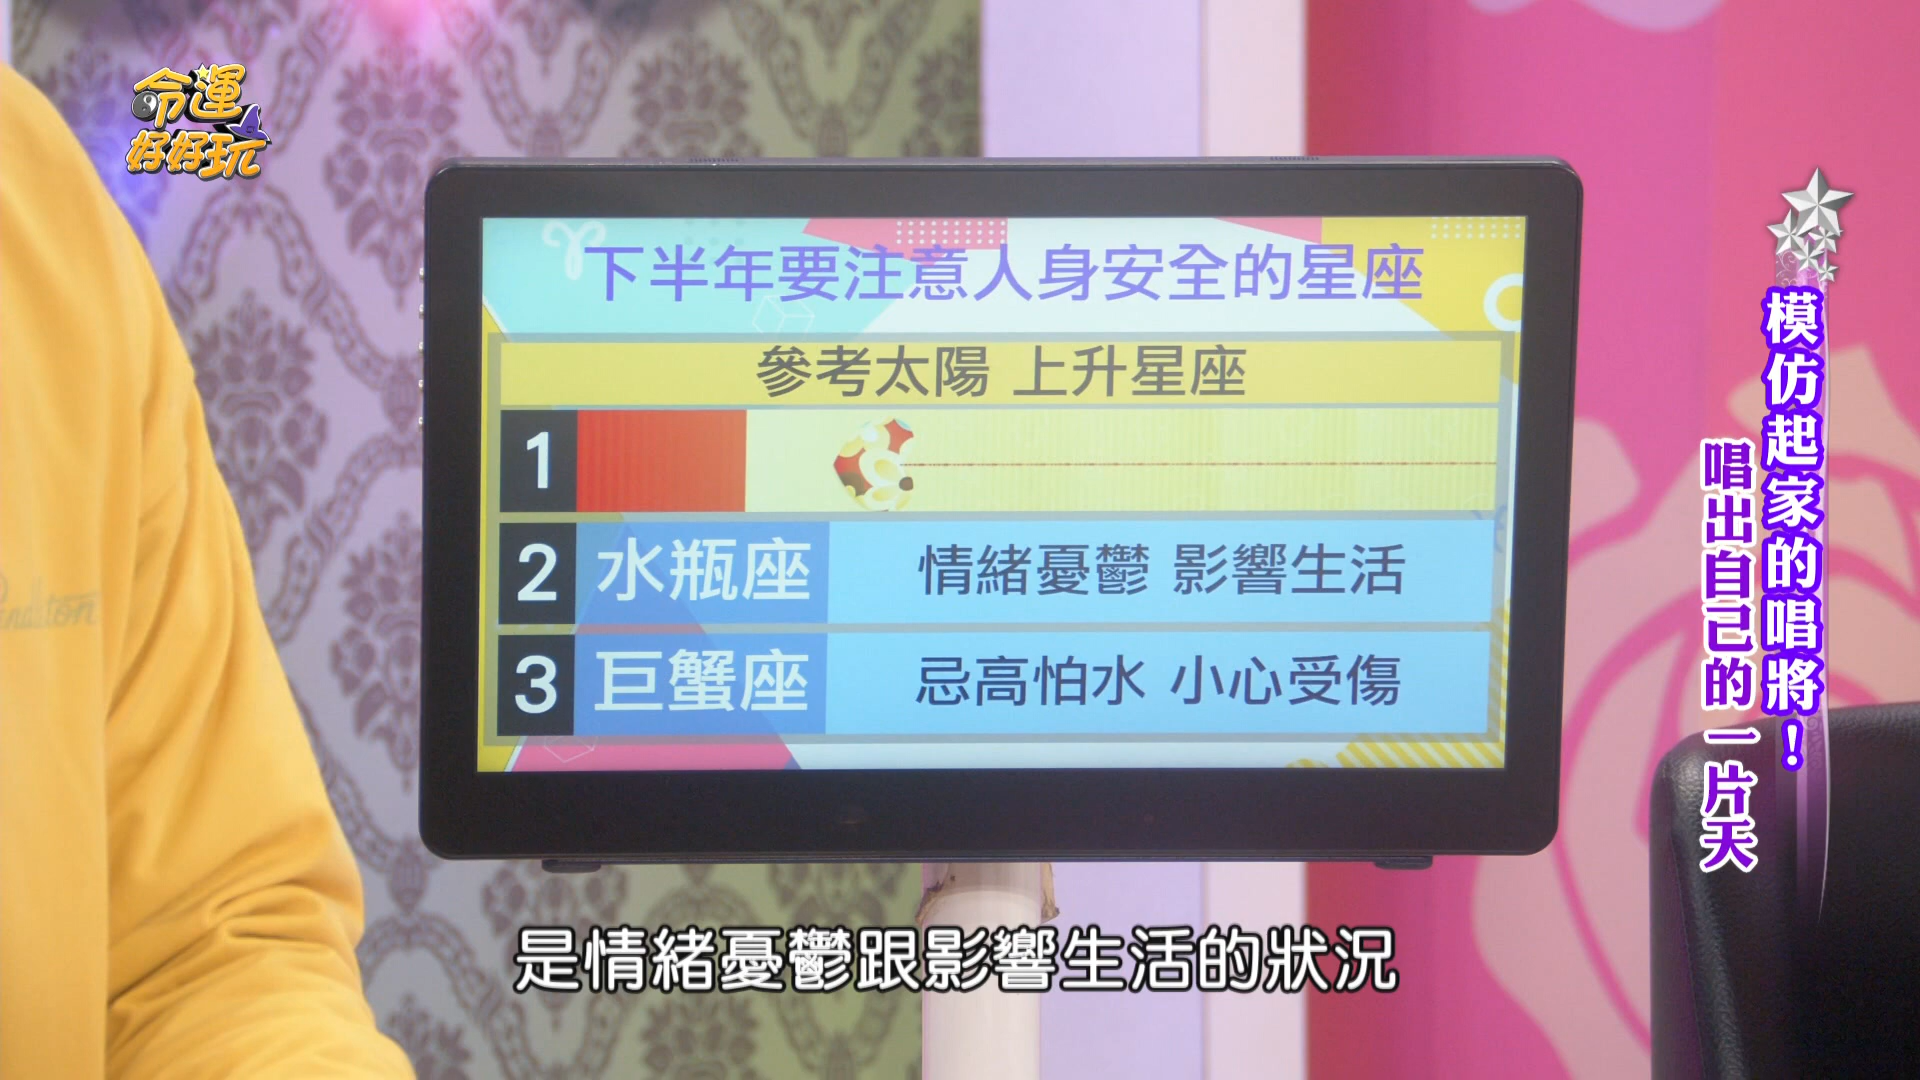 命運
好好玩
下半年要注意人身安全的星座
參考太陽 上升星座
1
2 水瓶座 情緒憂鬱 影響生活
3 巨蟹座 忌高怕水 小心受傷
模仿起家的唱將！
唱出自己的一片天
是情緒憂鬱跟影響生活的狀況